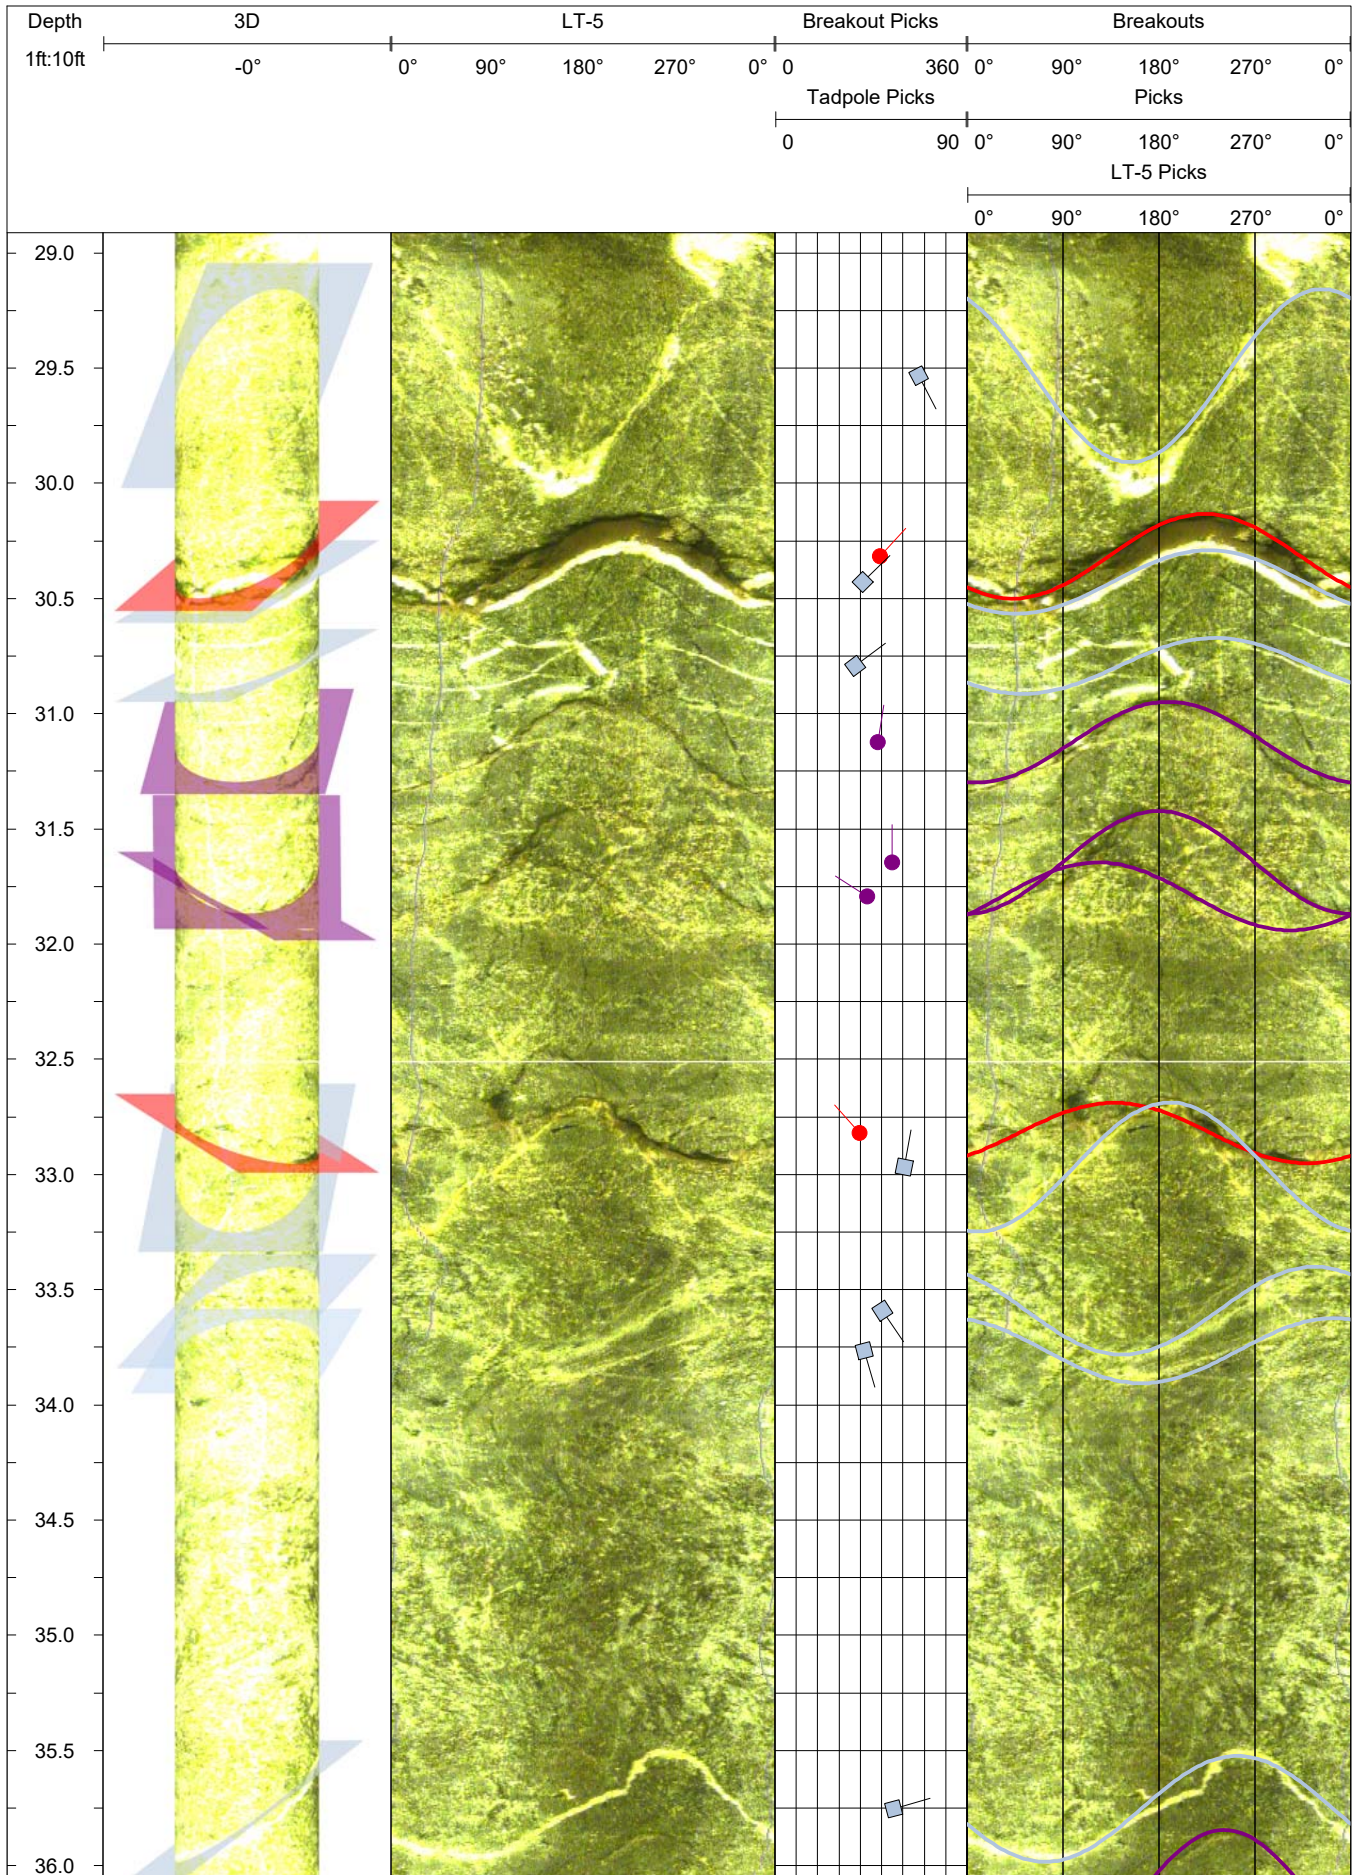 Depth 3D LT-5 Breakout Picks Breakouts
1ft:10ft -0° 0° 90° 180° 270° 0° 0 360 0° 90° 180° 270° 0°
Tadpole Picks Picks
0 90 0° 90° 180° 270° 0°
LT-5 Picks
0° 90° 180° 270° 0°
29.0
29.5
30.0
30.5
31.0
31.5
32.0
32.5
33.0
33.5
34.0
34.5
35.0
35.5
36.0